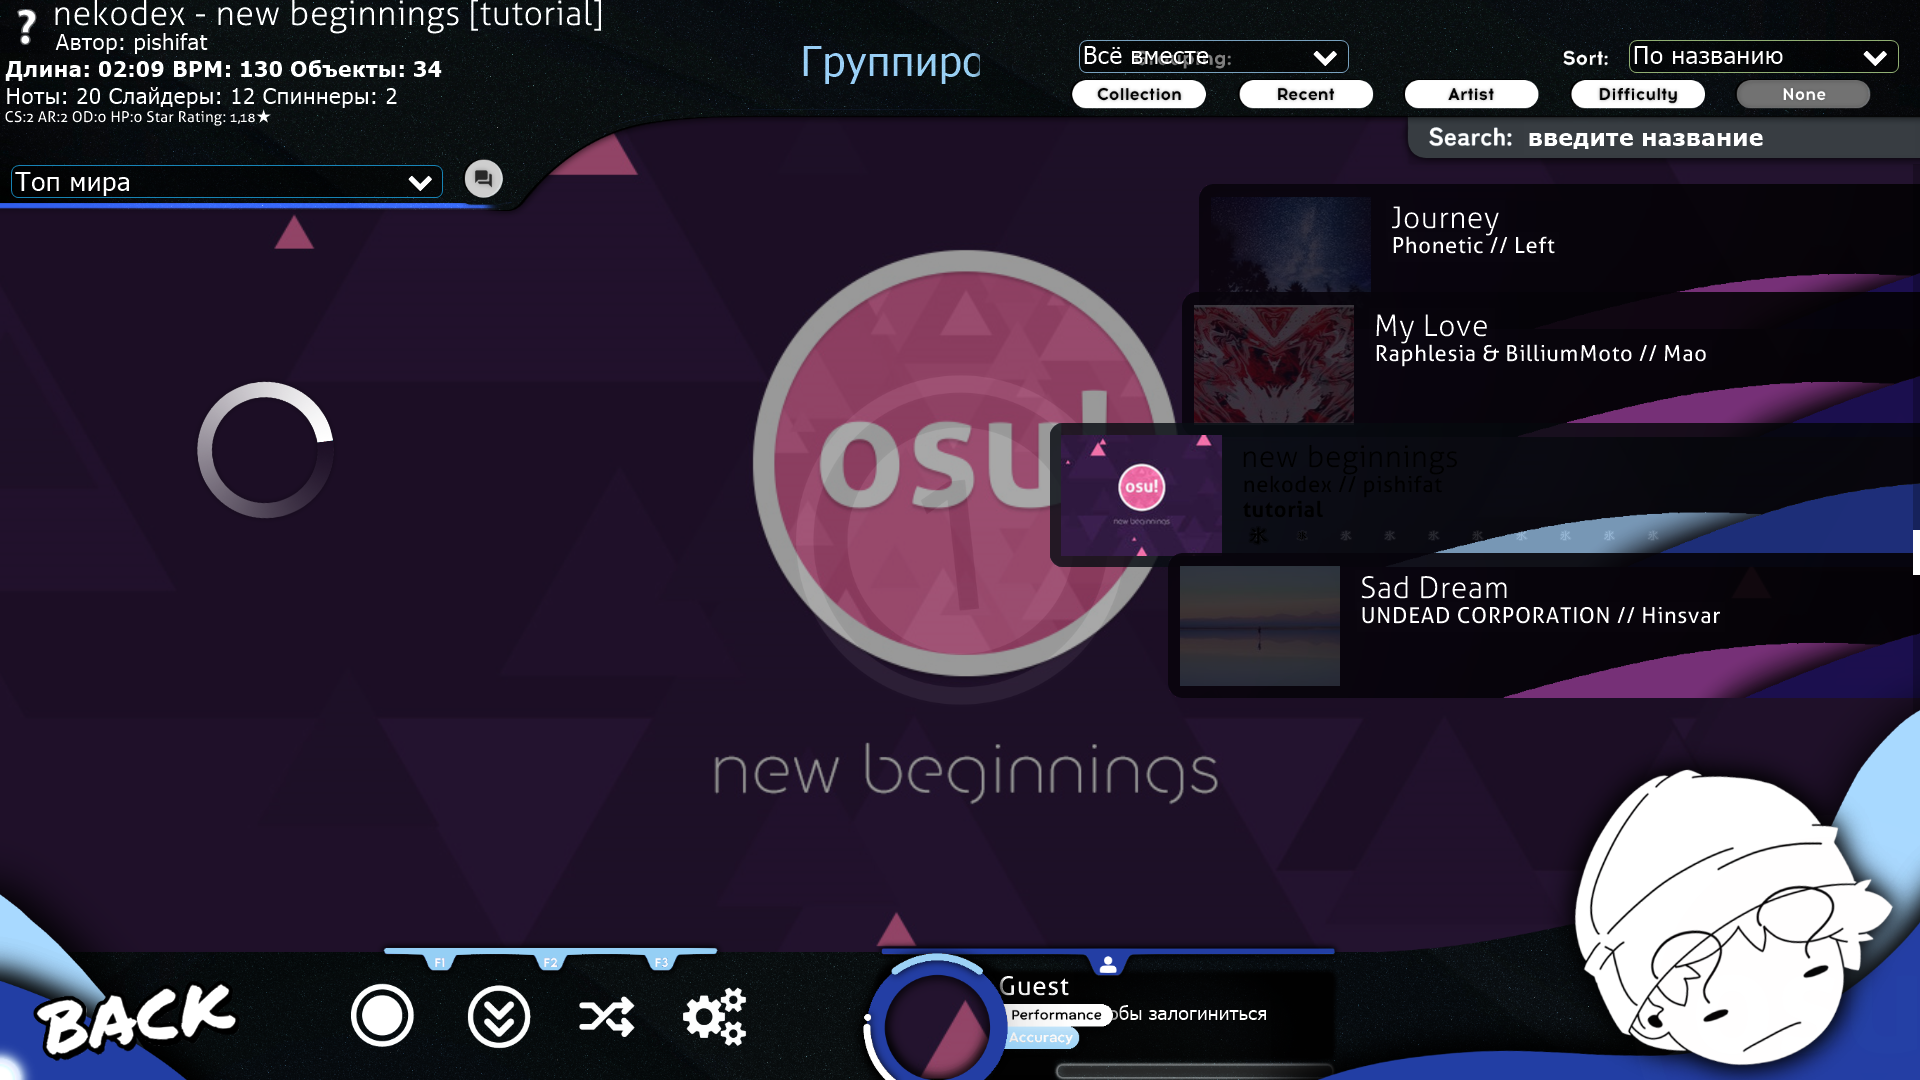 nekodex - new beginnings [tutorial]
Автор: pishifat
Длина: 02:09 BPM: 130 Объекты: 34
Ноты: 20 Слайдеры: 12 Спиннеры: 2
CS:2 AR:2 OD:0 HP:0 Star Rating: 1,18★
Топ мира
Группиро
Всё вместе
Sort:
По названию
Collection
Recent
Artist
Difficulty
None
Search: введите название
Journey
Phonetic // Left
My Love
Raphlesia & BilliumMoto // Mao
new beginnings
nekodex // pishifat
tutorial
osu!
new beginnings
Sad Dream
UNDEAD CORPORATION // Hinsvar
osu!
new beginnings
BACK
F1
F2
F3
Guest
Performance
обы залогиниться
Accuracy